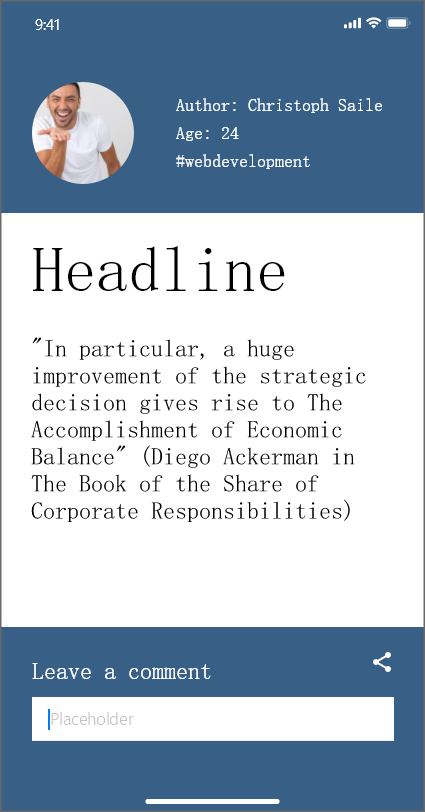 9:41
Author: Christoph Saile
Age: 24
#webdevelopment
Headline
"In particular, a huge
improvement of the strategic
decision gives rise to The
Accomplishment of Economic
Balance" (Diego Ackerman in
The Book of the Share of
Corporate Responsibilities)
Leave a comment
Placeholder